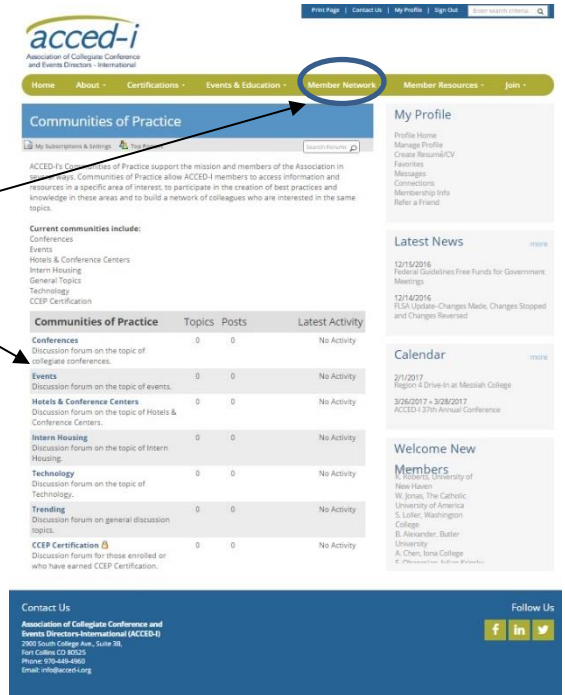 Print Page | Contact Us | My Profile | Sign Out Enter search criteria
acced-i
Association of Collegiate Conference
and Events Directors - International
Home About Certifications Events & Education Member Network Member Resources Join
Communities of Practice
My Subscriptions & Settings Top
Search Forums
ACCED-I's Communities of Practice support the mission and members of the Association in
several ways. Communities of Practice allow ACCED-I members to access information and
resources in a specific area of interest, to participate in the creation of best practices and
knowledge in these areas and to build a network of colleagues who are interested in the same
topics.
Current communities include:
Conferences
Events
Hotels & Conference Centers
Intern Housing
General Topics
Technology
CCEP Certification
Communities of Practice Topics Posts Latest Activity
Conferences 0 0 No Activity
Discussion forum on the topic of
collegiate conferences.
Events 0 0 No Activity
Discussion forum on the topic of events.
Hotels & Conference Centers 0 0 No Activity
Discussion forum on the topic of Hotels &
Conference Centers.
Intern Housing 0 0 No Activity
Discussion forum on the topic of Intern
Housing.
Technology 0 0 No Activity
Discussion forum on the topic of
Technology.
Trending 0 0 No Activity
Discussion forum on general discussion
topics.
CCEP Certification 0 0 No Activity
Discussion forum for those enrolled or
who have earned CCEP Certification.
My Profile
Profile Home
Manage Profile
Create Resumé/CV
Favorites
Messages
Connections
Membership Info
Refer a Friend
Latest News more
12/15/2016
Federal Guidelines Free Funds for Government
Meetings
12/14/2016
FLSA Update-Changes Made, Changes Stopped
and Changes Reversed
Calendar more
2/1/2017
Region 4 Drive-In at Messiah College
3/26/2017 » 3/28/2017
ACCED-I 37th Annual Conference
Welcome New
Members
K. Roberts, University of
New Haven
W. Jonas, The Catholic
University of America
S. Loller, Washington
College
B. Alexander, Butler
University
A. Chen, Iona College
Contact Us
Association of Collegiate Conference and
Events Directors-International (ACCED-I)
2900 South College Ave., Suite 3B,
Fort Collins CO 80525
Phone: 970-449-4960
Email: info@acced-i.org
Follow Us